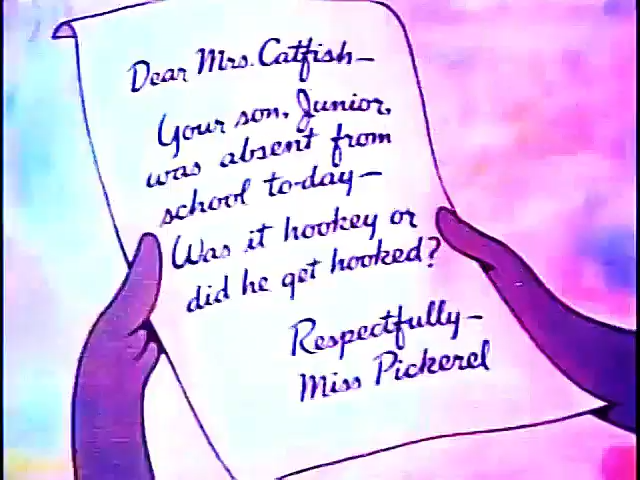 Dear Mrs. Catfish—
Your son, Junior,
was absent from
school to-day—
Was it hookey or
did he get hooked?
Respectfully—
Miss Pickerel